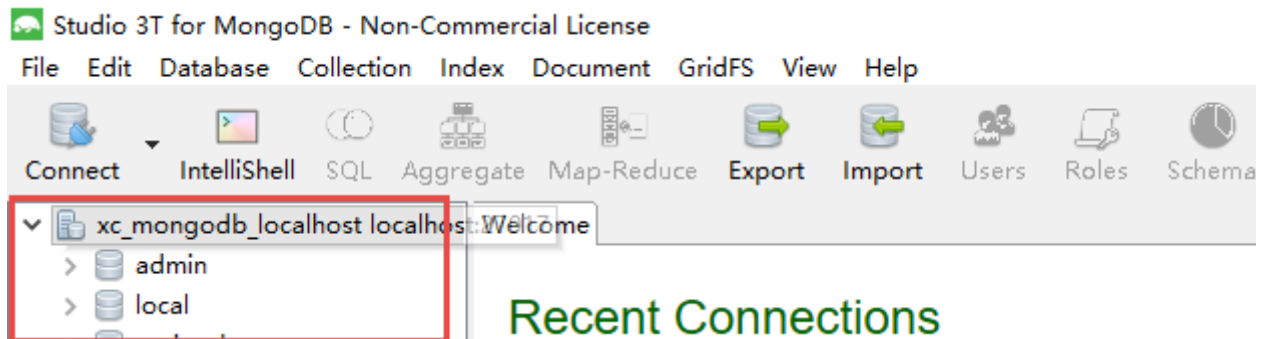 Studio 3T for MongoDB - Non-Commercial License
File Edit Database Collection Index Document GridFS View Help
Connect IntelliShell SQL Aggregate Map-Reduce Export Import Users Roles Schema
xc_mongodb_localhost localhost:27017 Welcome
admin
local
Recent Connections